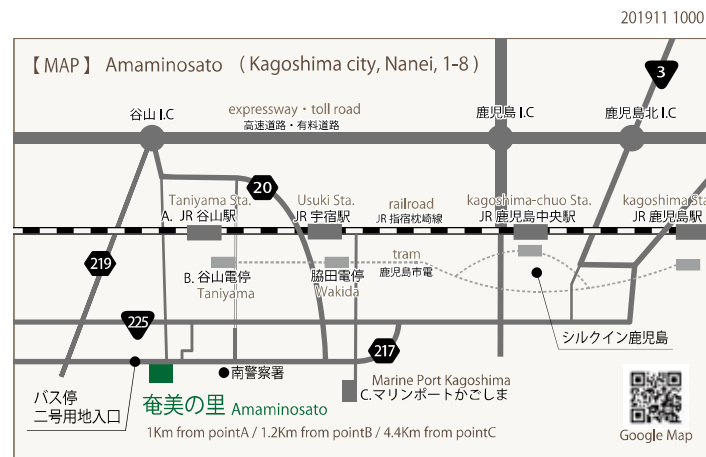 201911 1000
【MAP】 Amaminosato （Kagoshima city, Nanei, 1-8）
3
谷山 I.C
expressway・toll road
高速道路・有料道路
鹿児島 I.C
鹿児島北 I.C
20
Taniyama Sta.
A. JR 谷山駅
Usuki Sta.
JR 宇宿駅
railroad
JR 指宿枕崎線
kagoshima-chuo Sta.
JR 鹿児島中央駅
kagoshima Sta
JR 鹿児島駅
219
B. 谷山電停
Taniyama
脇田電停
Wakida
tram
鹿児島市電
225
シルクイン鹿児島
217
バス停
二号用地入口
南警察署
Marine Port Kagoshima
C.マリンポートかごしま
奄美の里 Amaminosato
1Km from pointA / 1.2Km from pointB / 4.4Km from pointC
Google Map